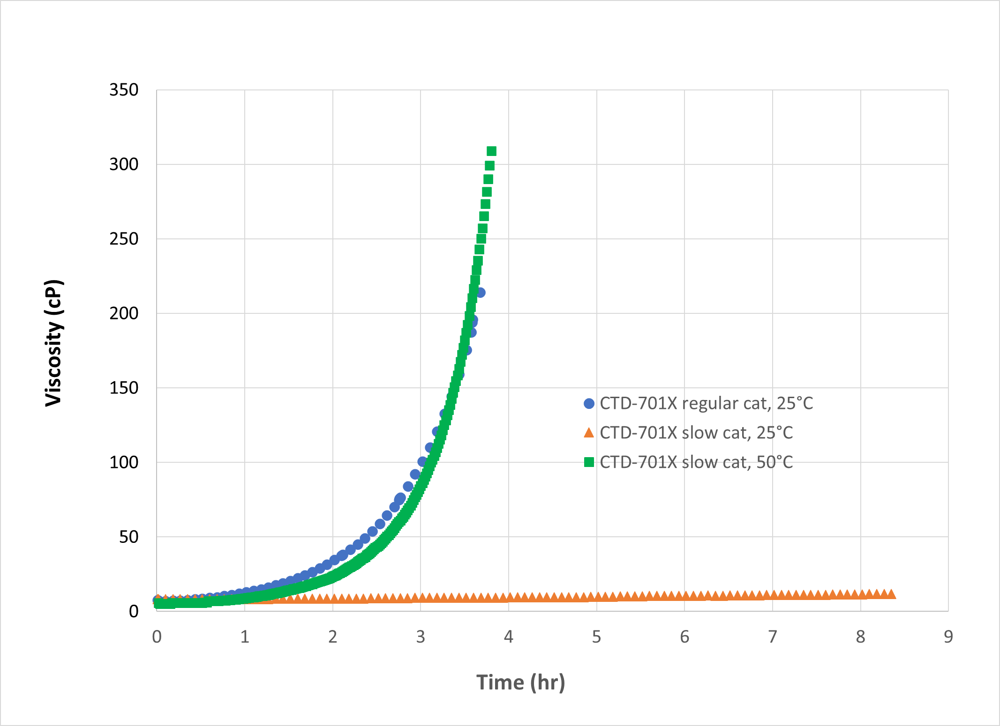 350
300
250
200
150
100
50
0
Viscosity (cP)
CTD-701X regular cat, 25°C
CTD-701X slow cat, 25°C
CTD-701X slow cat, 50°C
0 1 2 3 4 5 6 7 8 9
Time (hr)